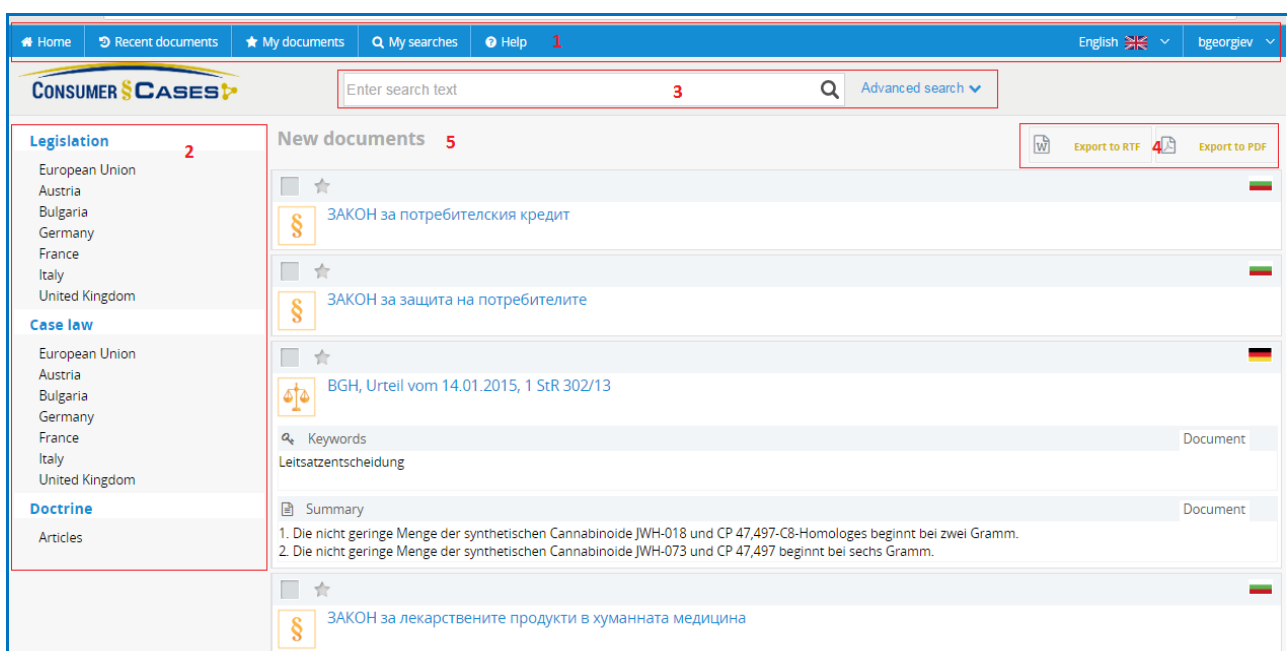 Home Recent documents My documents My searches Help 1 English bgeorgiev
CONSUMER § CASES
Enter search text 3 Advanced search
Legislation
2
European Union
Austria
Bulgaria
Germany
France
Italy
United Kingdom
Case law
European Union
Austria
Bulgaria
Germany
France
Italy
United Kingdom
Doctrine
Articles
New documents 5
Export to RTF 4 Export to PDF
§ ЗАКОН за потребителския кредит
§ ЗАКОН за защита на потребителите
BGH, Urteil vom 14.01.2015, 1 StR 302/13
Keywords Document
Leitsatzentscheidung
Summary Document
1. Die nicht geringe Menge der synthetischen Cannabinoide JWH-018 und CP 47,497-C8-Homologes beginnt bei zwei Gramm.
2. Die nicht geringe Menge der synthetischen Cannabinoide JWH-073 und CP 47,497 beginnt bei sechs Gramm.
§ ЗАКОН за лекарствените продукти в хуманната медицина